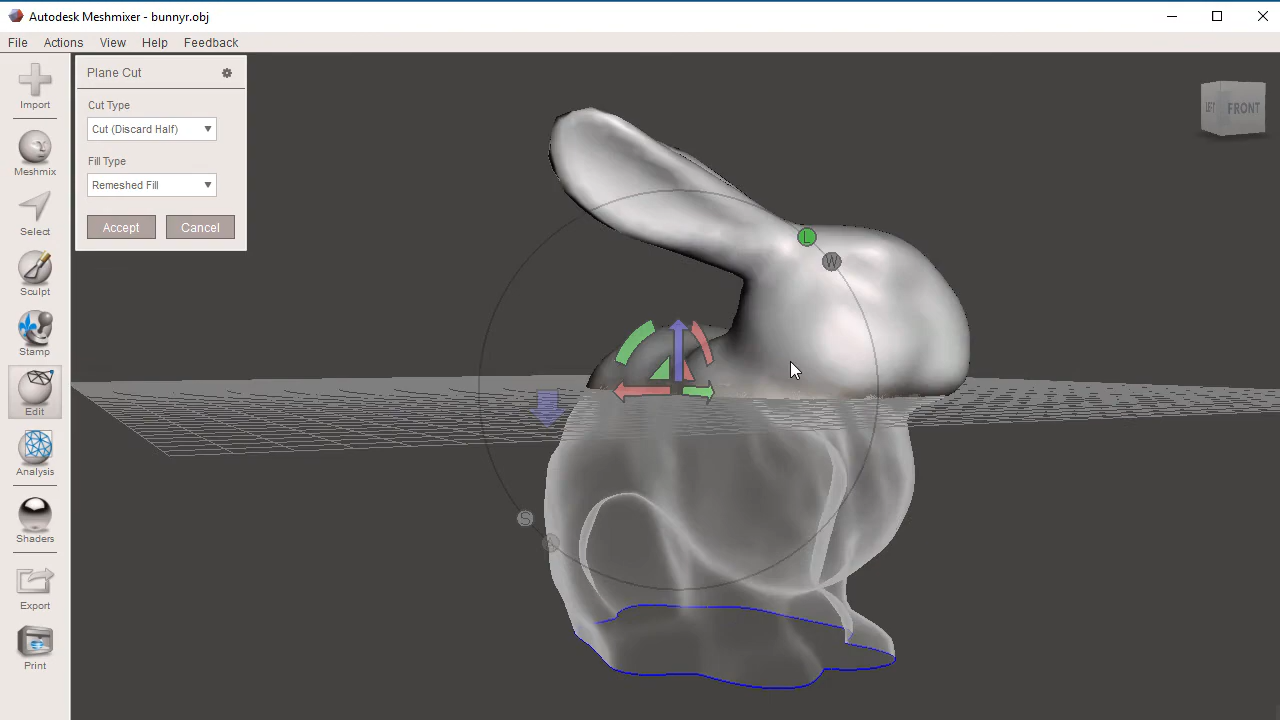 Autodesk Meshmixer - bunnyr.obj
File Actions View Help Feedback
Import
Meshmix
Select
Sculpt
Stamp
Edit
Analysis
Shaders
Export
Print
Plane Cut
Cut Type
Cut (Discard Half)
Fill Type
Remeshed Fill
Accept Cancel
LEFT FRONT
L
W
S